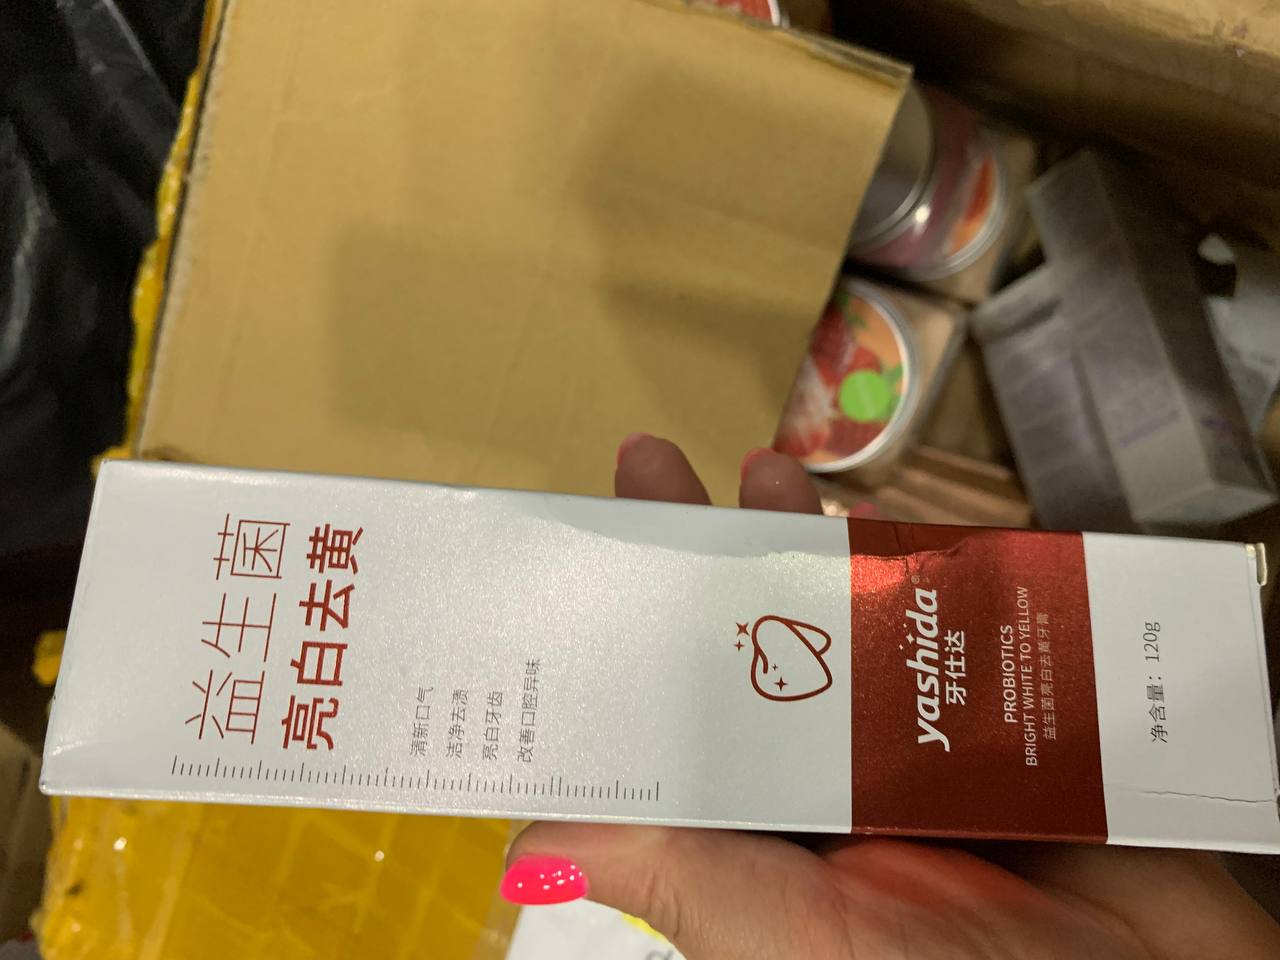 益生菌
亮白去黄
清新口气
洁净去渍
亮白牙齿
改善口腔异味
yashida®
牙仕达
PROBIOTICS
BRIGHT WHITE TO YELLOW
益生菌亮白去黄牙膏
净含量：120g